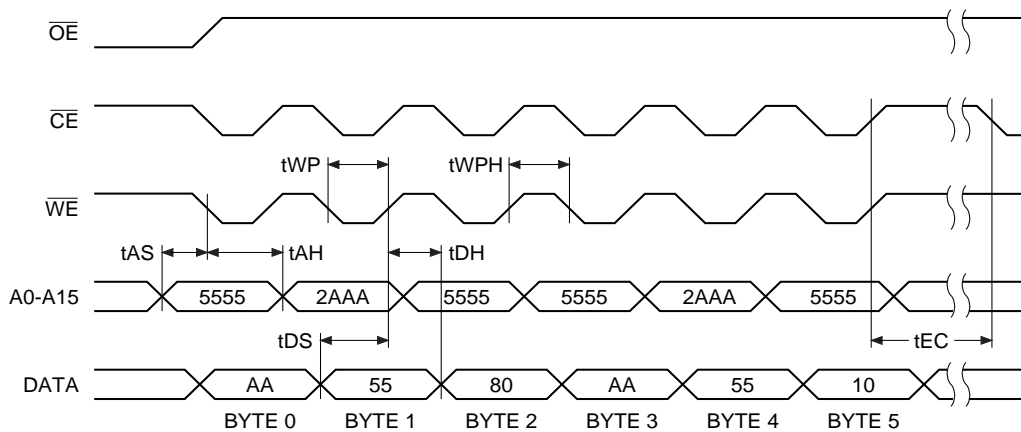 OE
CE
tWP tWPH
WE
tAS tAH tDH
A0-A15 5555 2AAA 5555 5555 2AAA 5555
tDS tEC
DATA AA 55 80 AA 55 10
BYTE 0 BYTE 1 BYTE 2 BYTE 3 BYTE 4 BYTE 5